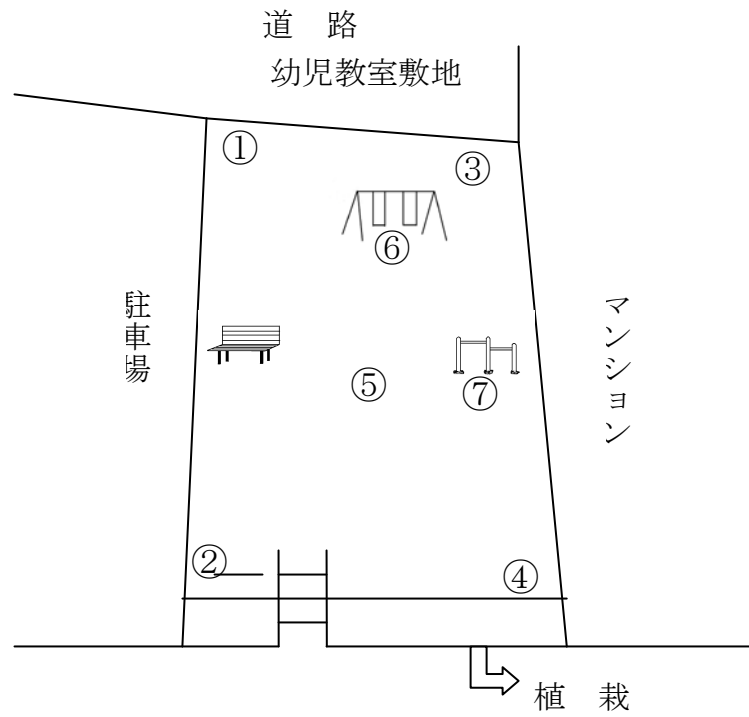 道　路
幼児教室敷地
①
③
⑥
駐車場
マンション
⑤
⑦
②
④
植　栽